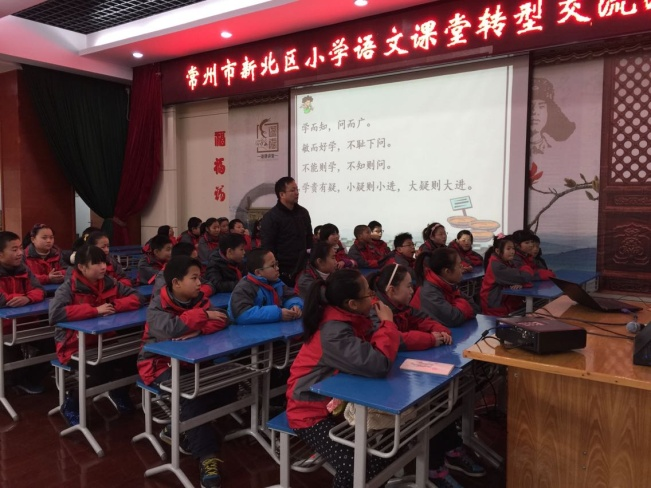 常州市新北区小学语文课堂转型交流
学而知，问而广。
敏而好学，不耻下问。
不能则学，不知则问。
学贵有疑，小疑则小进，大疑则大进。